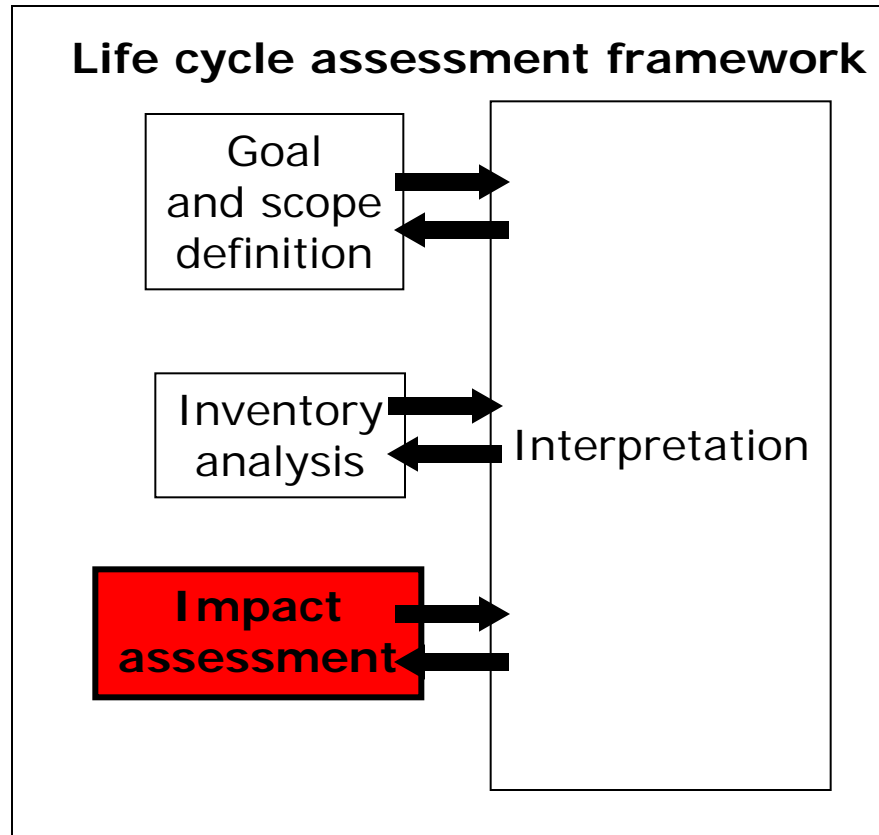 Life cycle assessment framework
Goal
and scope
definition
Inventory
analysis
Interpretation
Impact
assessment